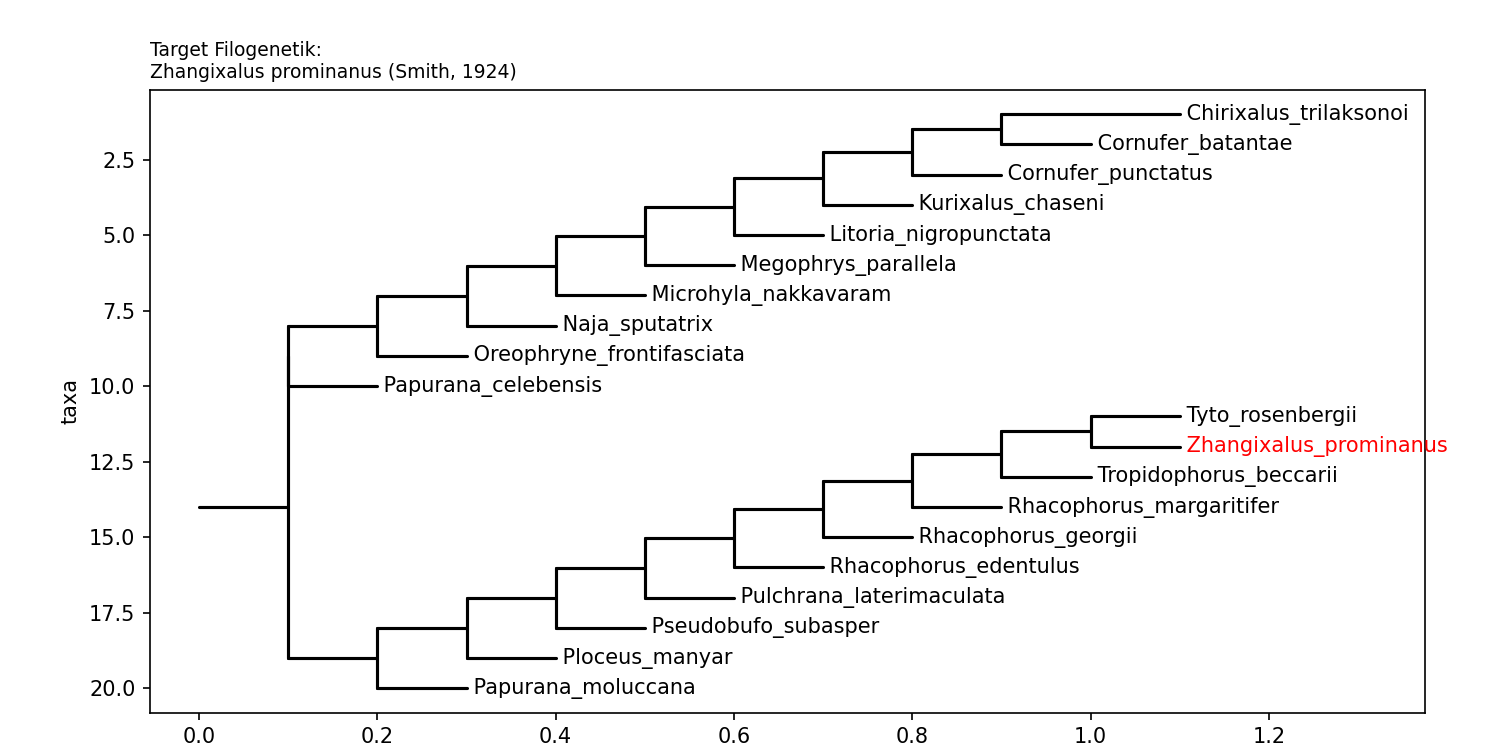 Target Filogenetik:
Zhangixalus prominanus (Smith, 1924)
Chirixalus_trilaksonoi
Cornufer_batantae
2.5
Cornufer_punctatus
Kurixalus_chaseni
5.0
Litoria_nigropunctata
Megophrys_parallela
Microhyla_nakkavaram
7.5
Naja_sputatrix
Oreophryne_frontifasciata
10.0
Papurana_celebensis
taxa
Tyto_rosenbergii
Zhangixalus_prominanus
12.5
Tropidophorus_beccarii
Rhacophorus_margaritifer
15.0
Rhacophorus_georgii
Rhacophorus_edentulus
Pulchrana_laterimaculata
17.5
Pseudobufo_subasper
Ploceus_manyar
20.0
Papurana_moluccana
0.0 0.2 0.4 0.6 0.8 1.0 1.2